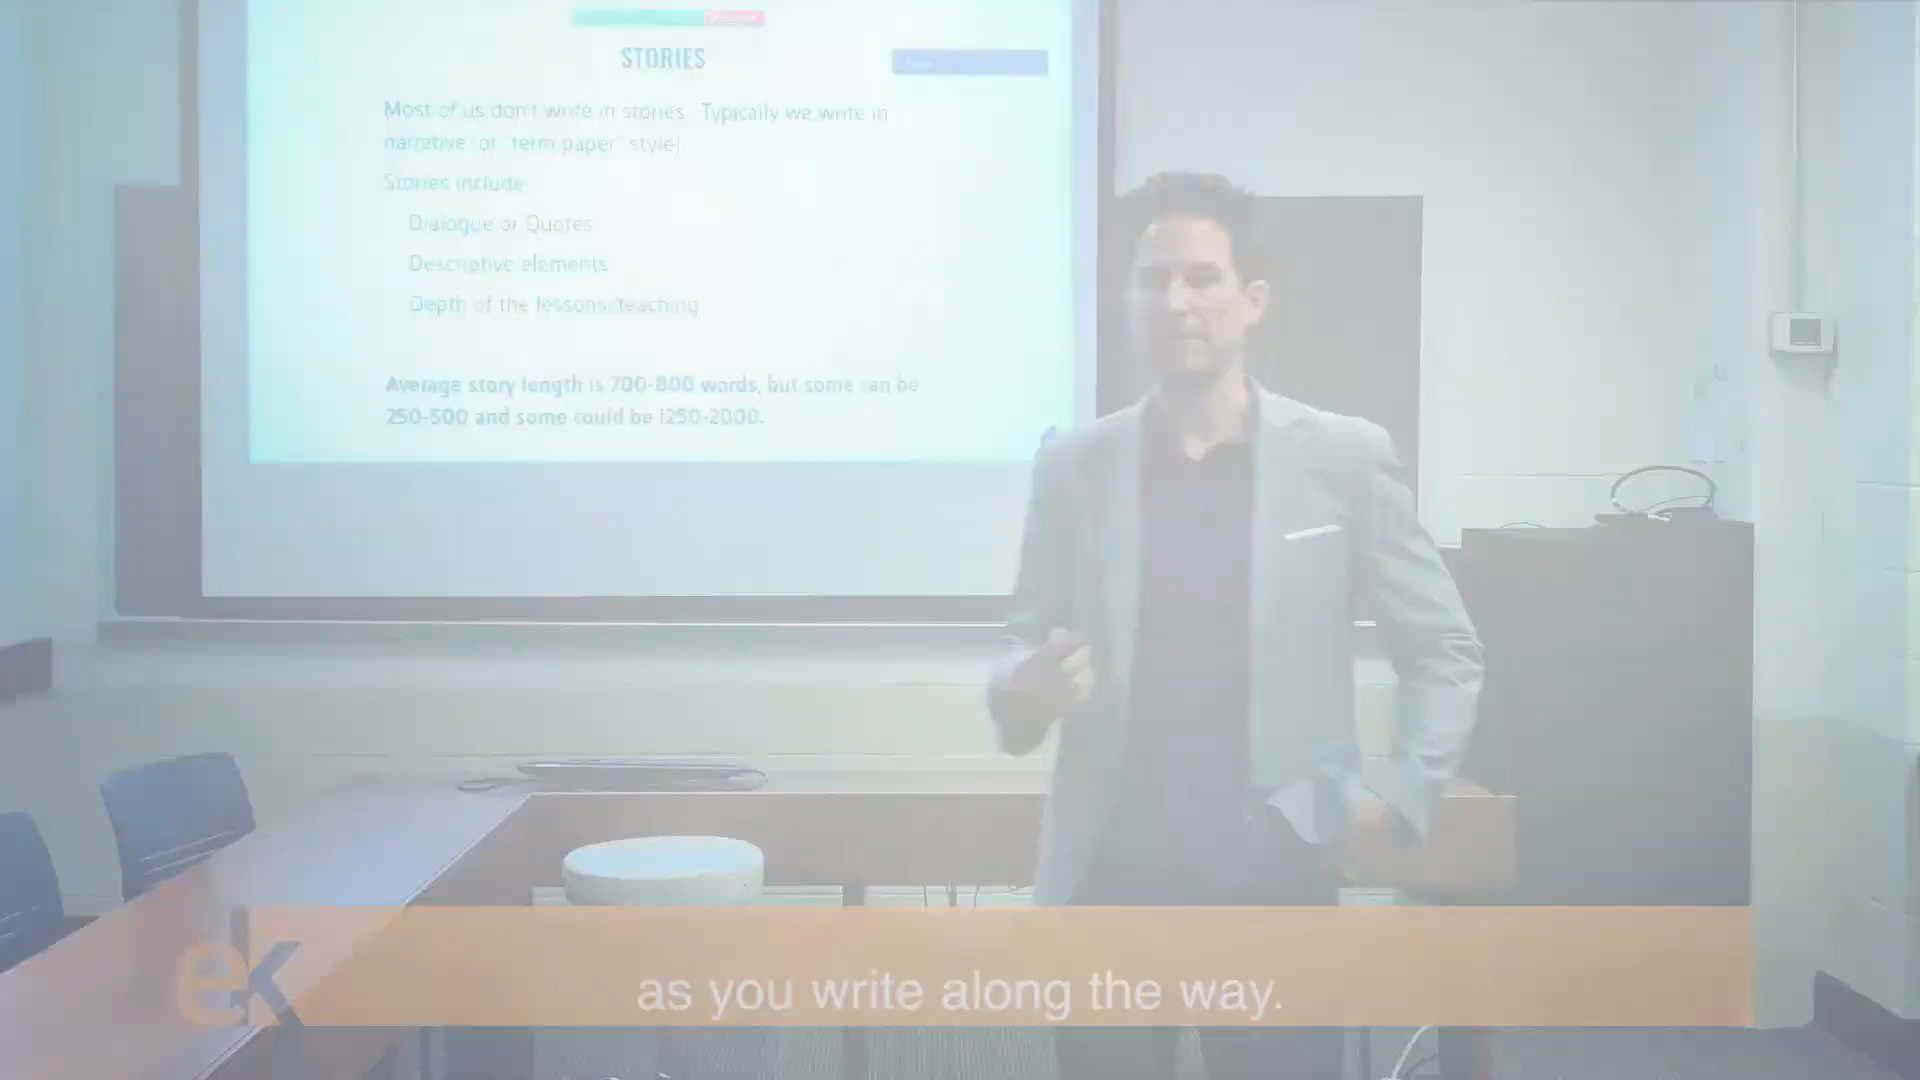 STORIES
Most of us don't write in stories. Typically we write in
narrative (or "term paper" style).
Stories include
Dialogue or Quotes
Descriptive elements
Depth of the lessons/teaching
Average story length is 700-800 words, but some can be
250-500 and some could be 1250-2000.
ek
as you write along the way.